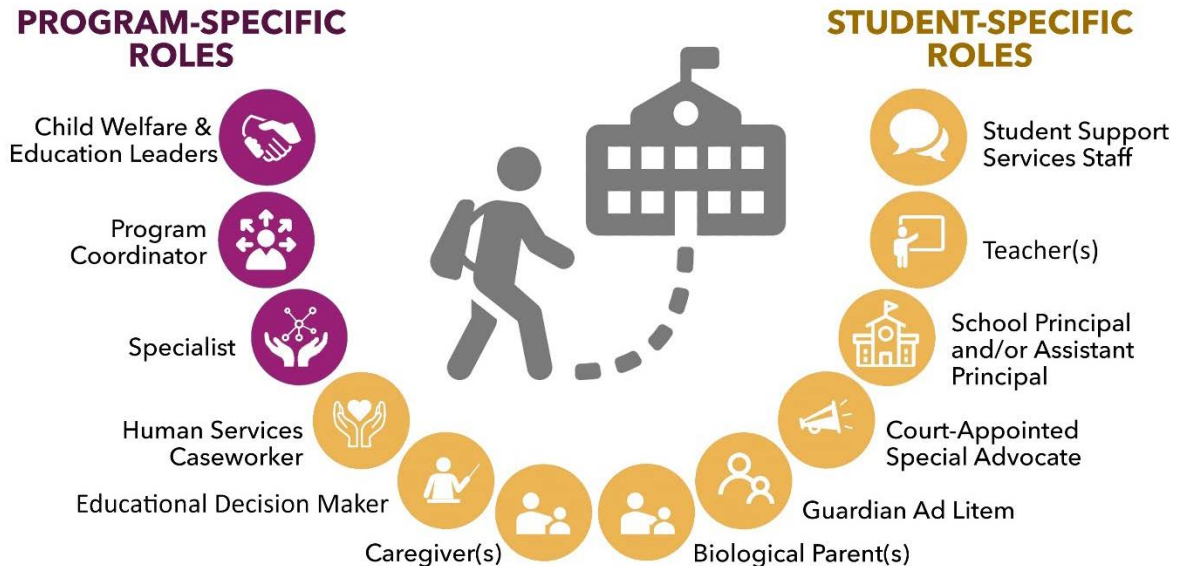 PROGRAM-SPECIFIC
ROLES
Child Welfare &
Education Leaders
Program
Coordinator
Specialist
Human Services
Caseworker
Educational Decision Maker
Caregiver(s)
Biological Parent(s)
Guardian Ad Litem
Court-Appointed
Special Advocate
School Principal
and/or Assistant
Principal
Teacher(s)
Student Support
Services Staff
STUDENT-SPECIFIC
ROLES